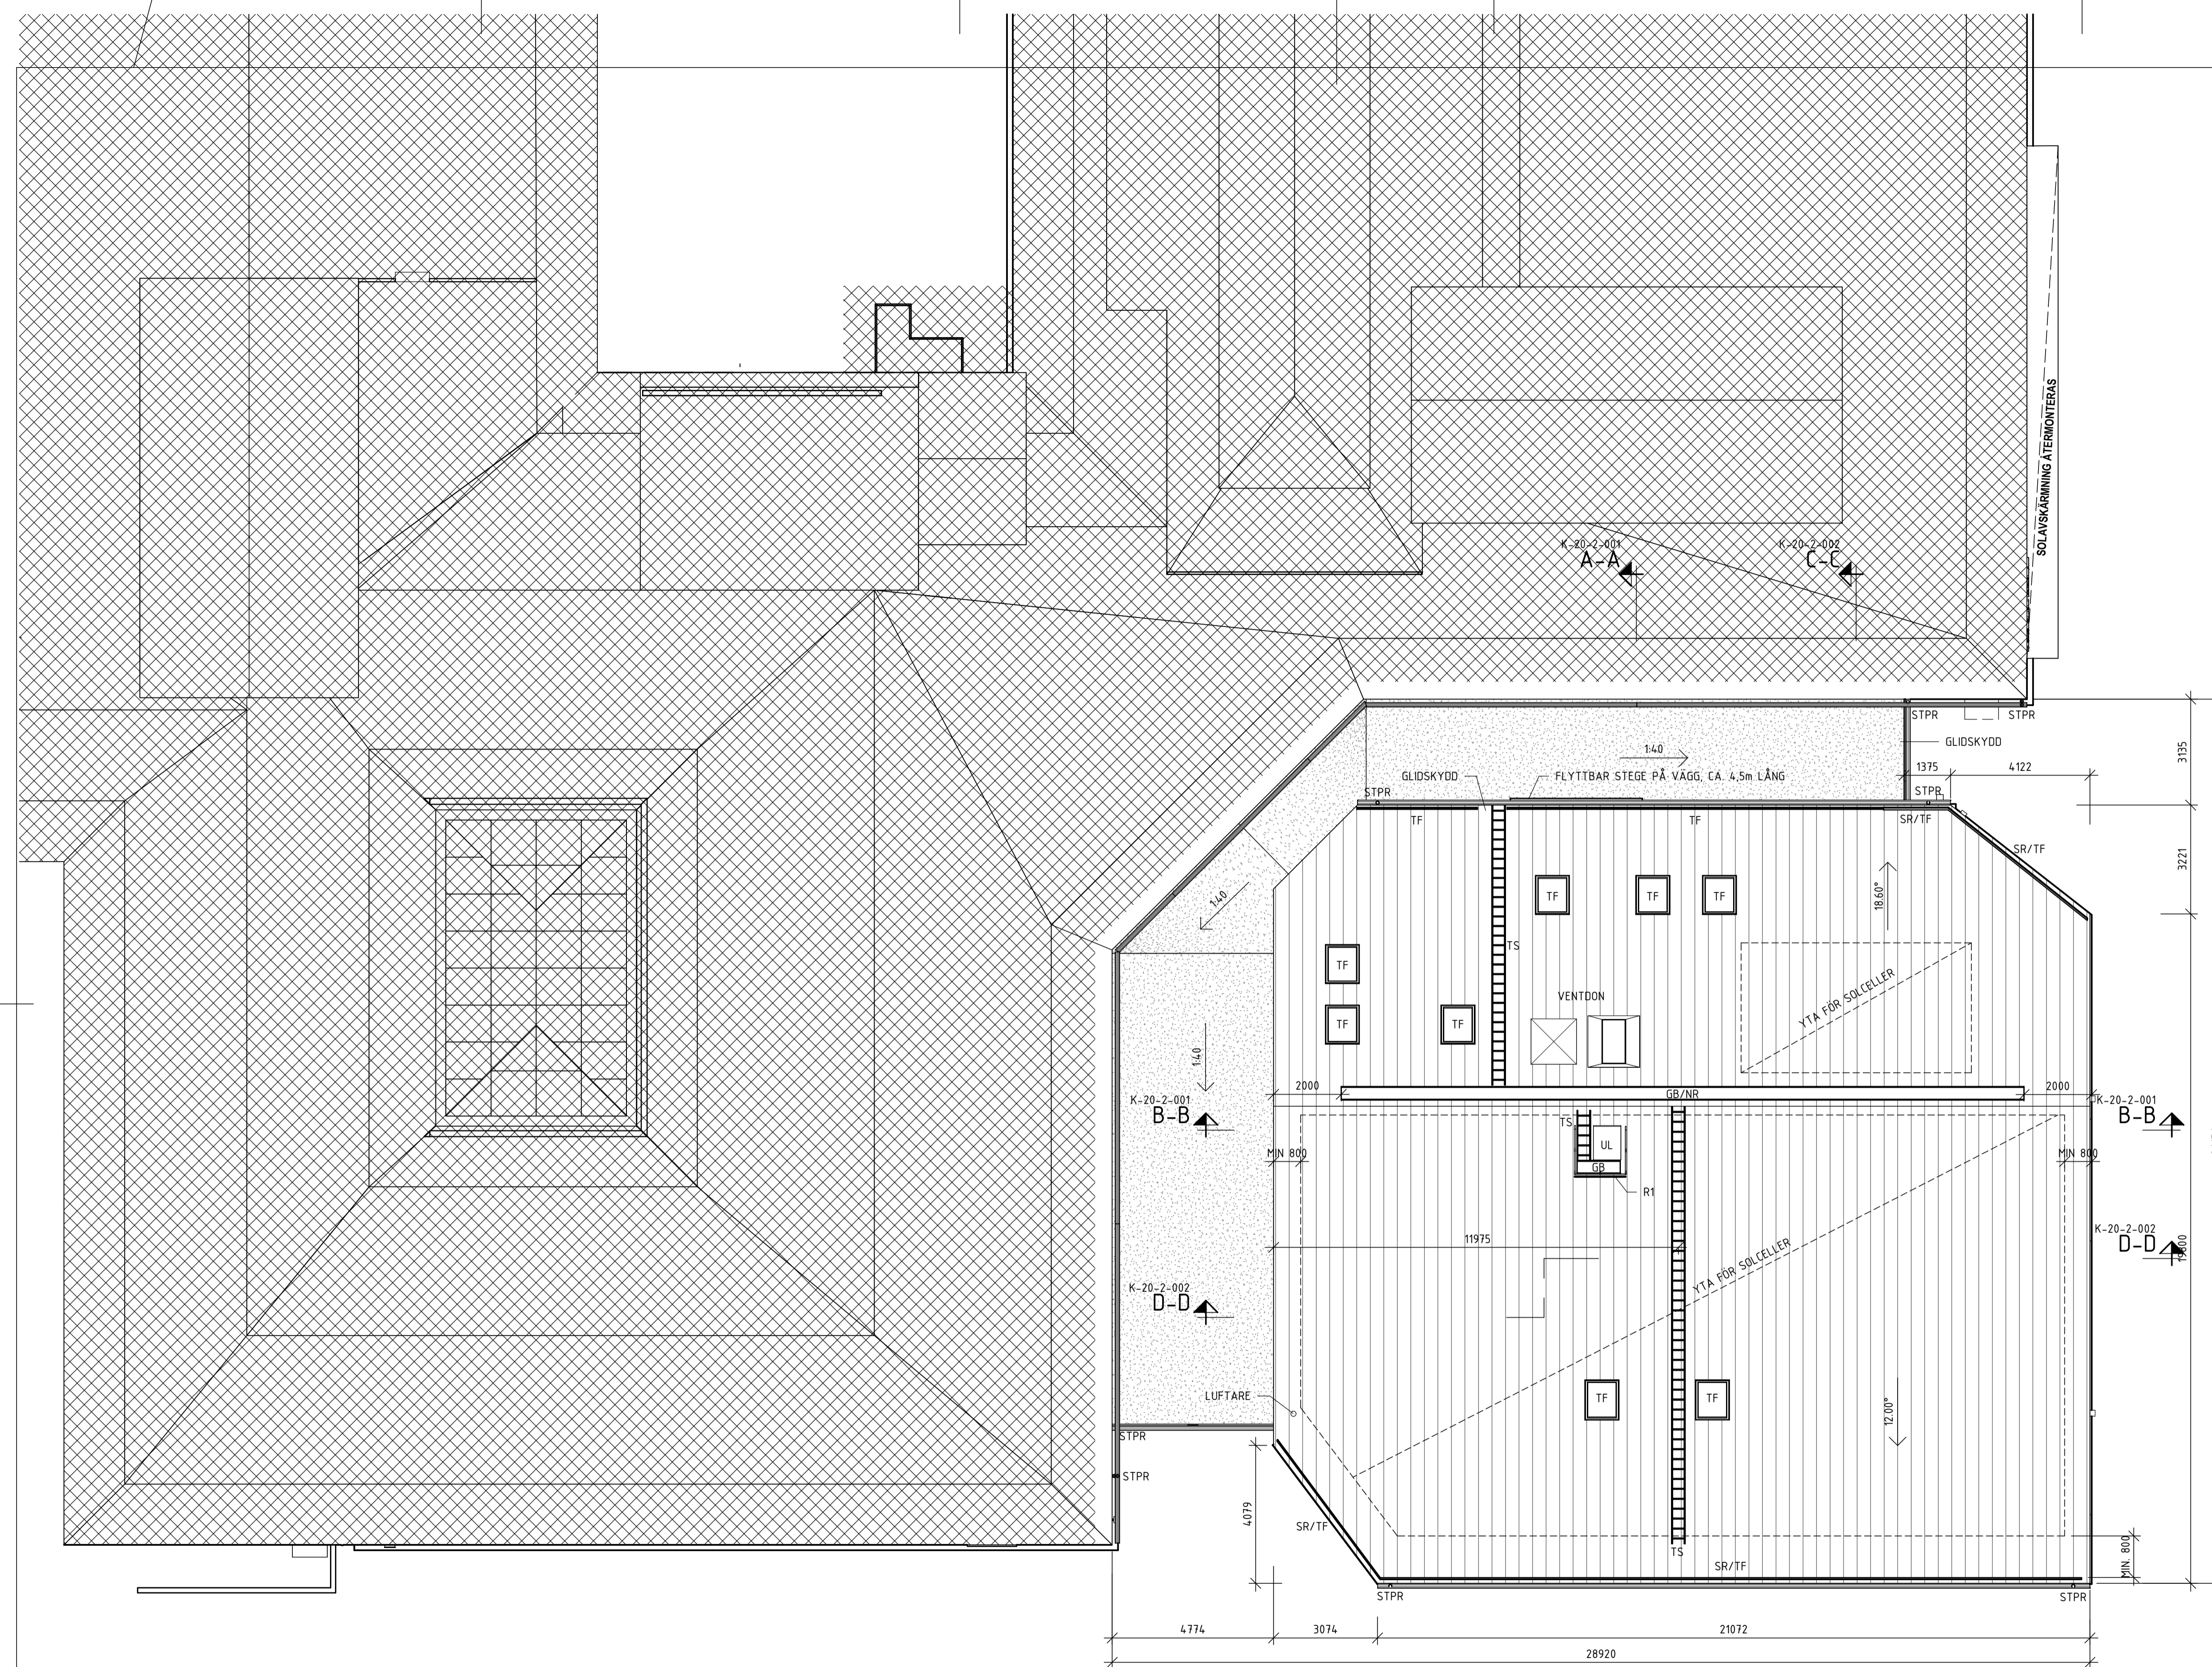 SOLAVSKÄRMNING ÅTERMONTERAS
K-20-2-001
A-A
K-20-2-002
C-C
STPR
STPR
3135
GLIDSKYDD
1:40
1375
4122
GLIDSKYDD
FLYTTBAR STEGE PÅ VÄGG, CA. 4,5m LÅNG
STPR
STPR
TF
TF
SR/TF
SR/TF
3221
1:40
TF
TF
TF
18.60°
TS
TF
YTA FÖR SOLCELLER
VENTDON
TF
TF
1:40
2000
GB/NR
2000
K-20-2-001
B-B
K-20-2-001
B-B
TS
UL
MIN 800
GB
MIN 800
R1
K-20-2-002
D-D
11975
YTA FÖR SOLCELLER
K-20-2-002
D-D
LUFTARE
TF
TF
12.00°
STPR
STPR
4079
SR/TF
TS
SR/TF
MIN. 800
STPR
STPR
4774
3074
21072
28920